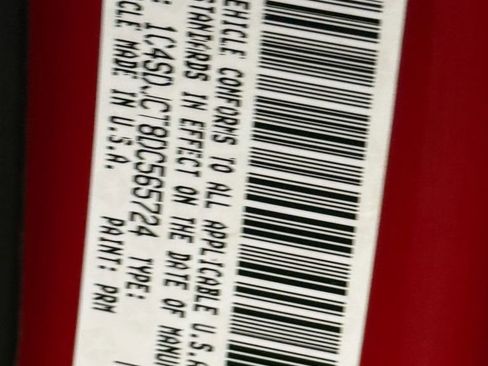 VEHICLE CONFORMS TO ALL APPLICABLE U.S.A
STANDARDS IN EFFECT ON THE DATE OF MANU
: 1C4SDJCT8DC565724 TYPE:
CLE MADE IN U.S.A. PAINT: PRM